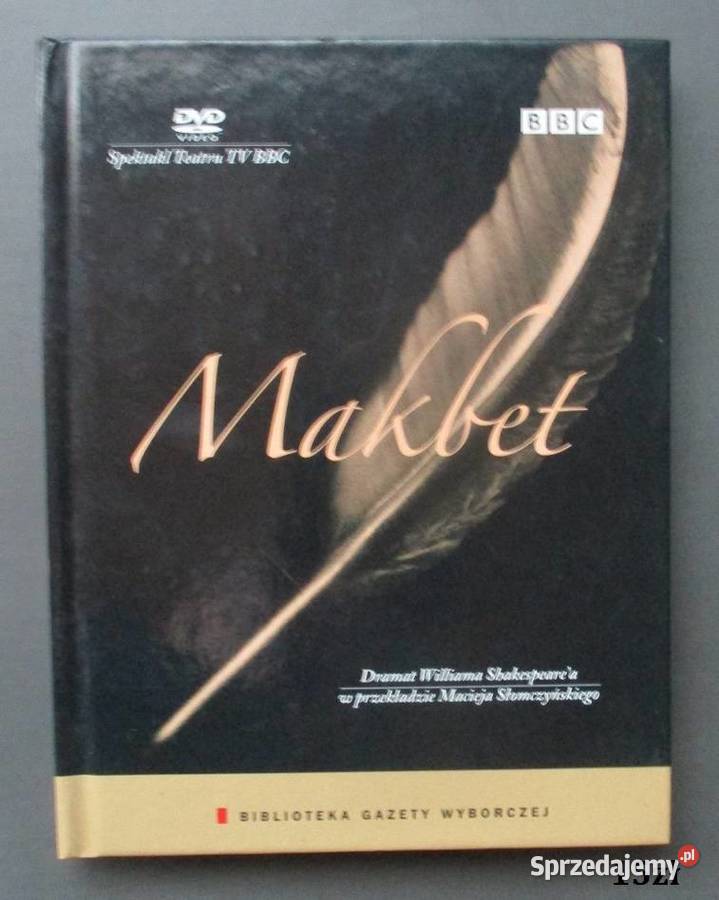 DVD
VIDEO
BBC
Spektakl Teatru TV BBC
Makbet
Dramat Williama Shakespeare'a
w przekładzie Macieja Słomczyńskiego
BIBLIOTEKA GAZETY WYBORCZEJ
Sprzedajemy.pl